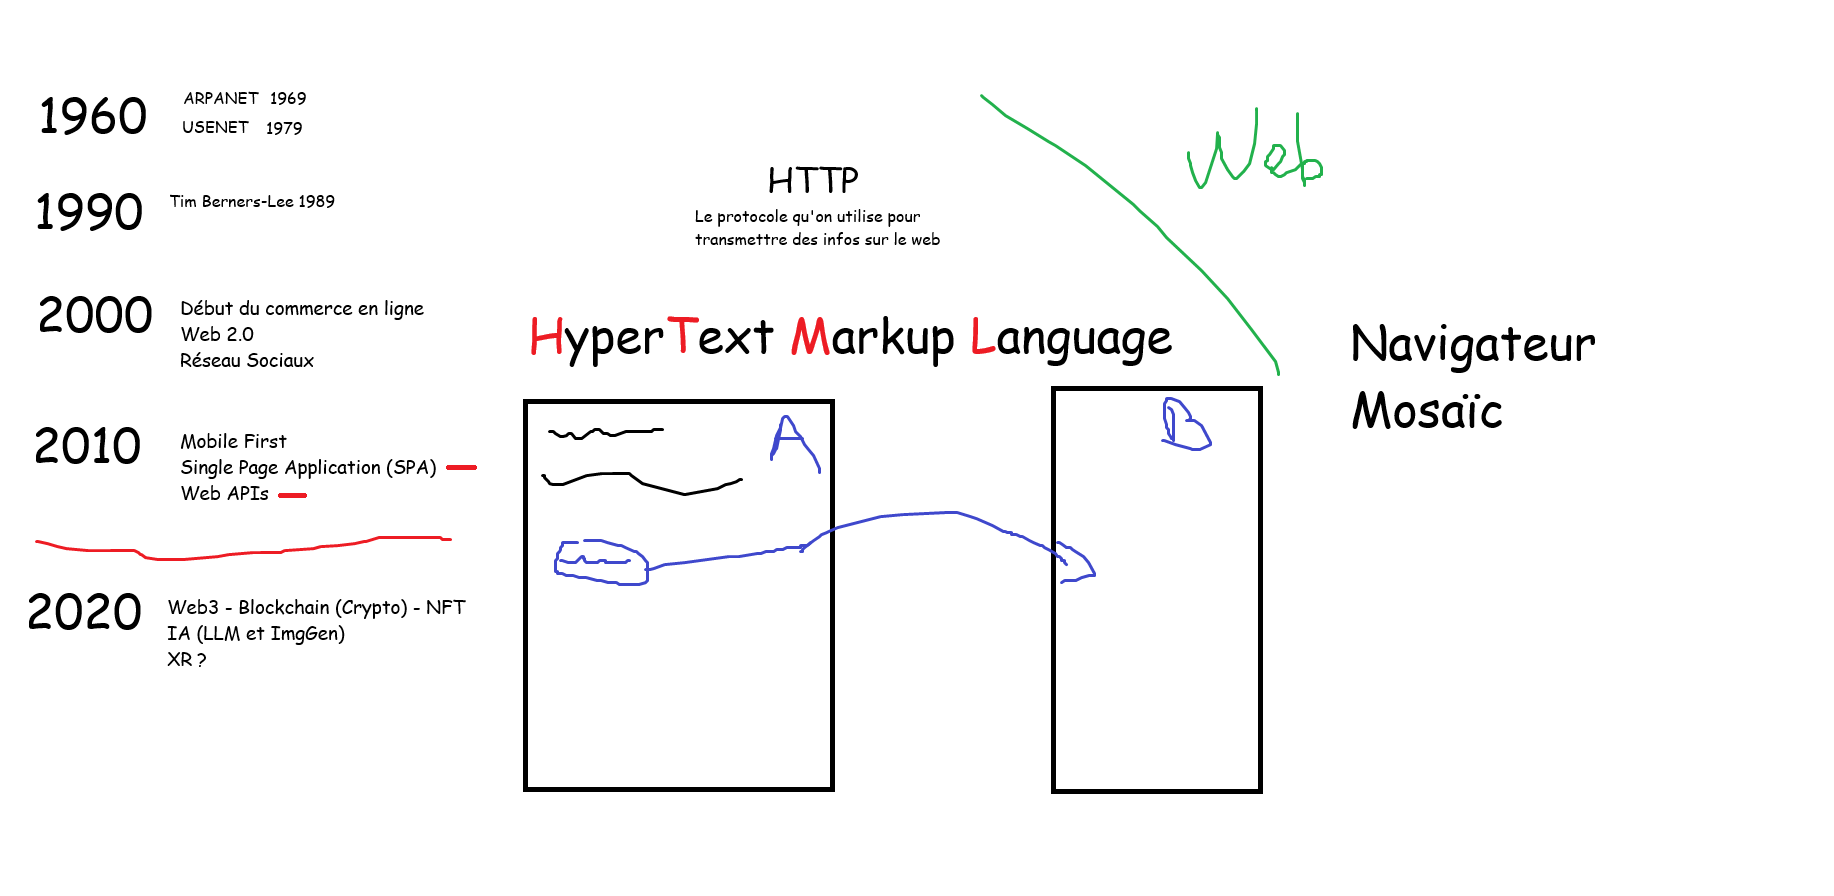 1960
ARPANET 1969
USENET 1979
1990
Tim Berners-Lee 1989
2000
Début du commerce en ligne
Web 2.0
Réseau Sociaux
2010
Mobile First
Single Page Application (SPA)
Web APIs
2020
Web3 - Blockchain (Crypto) - NFT
IA (LLM et ImgGen)
XR ?
HTTP
Le protocole qu'on utilise pour
transmettre des infos sur le web
HyperText Markup Language
A
B
Web
Navigateur
Mosaïc